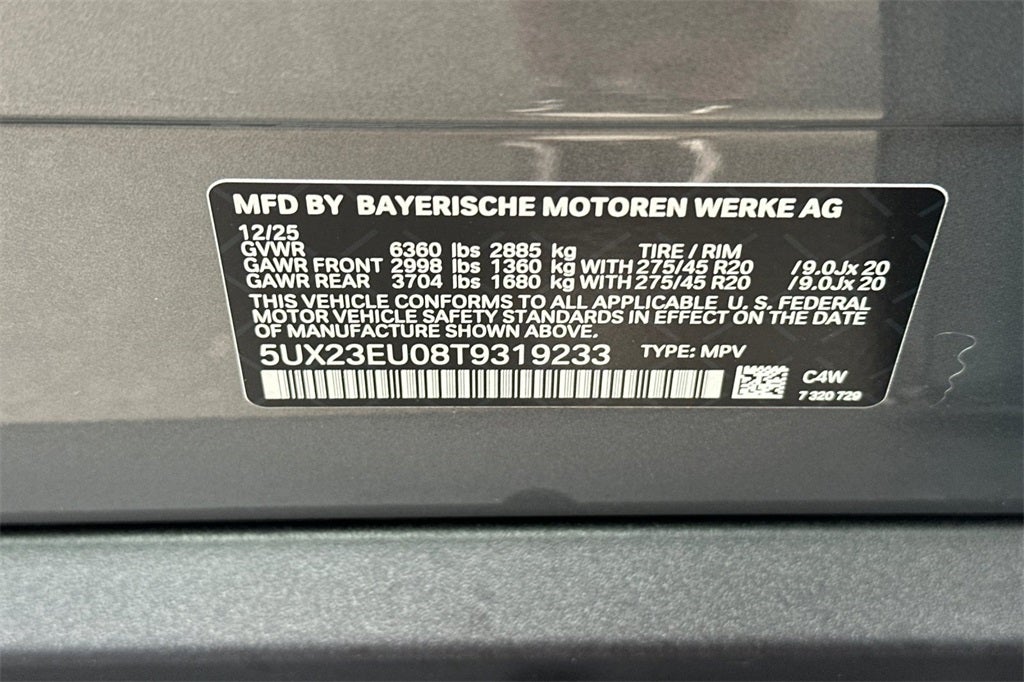 MFD BY BAYERISCHE MOTOREN WERKE AG
12/25
GVWR 6360 lbs 2885 kg TIRE / RIM
GAWR FRONT 2998 lbs 1360 kg WITH 275/45 R20 / 9.0Jx 20
GAWR REAR 3704 lbs 1680 kg WITH 275/45 R20 / 9.0Jx 20
THIS VEHICLE CONFORMS TO ALL APPLICABLE U. S. FEDERAL
MOTOR VEHICLE SAFETY STANDARDS IN EFFECT ON THE DATE
OF MANUFACTURE SHOWN ABOVE.
5UX23EU08T9319233 TYPE: MPV
C4W
7 320 729